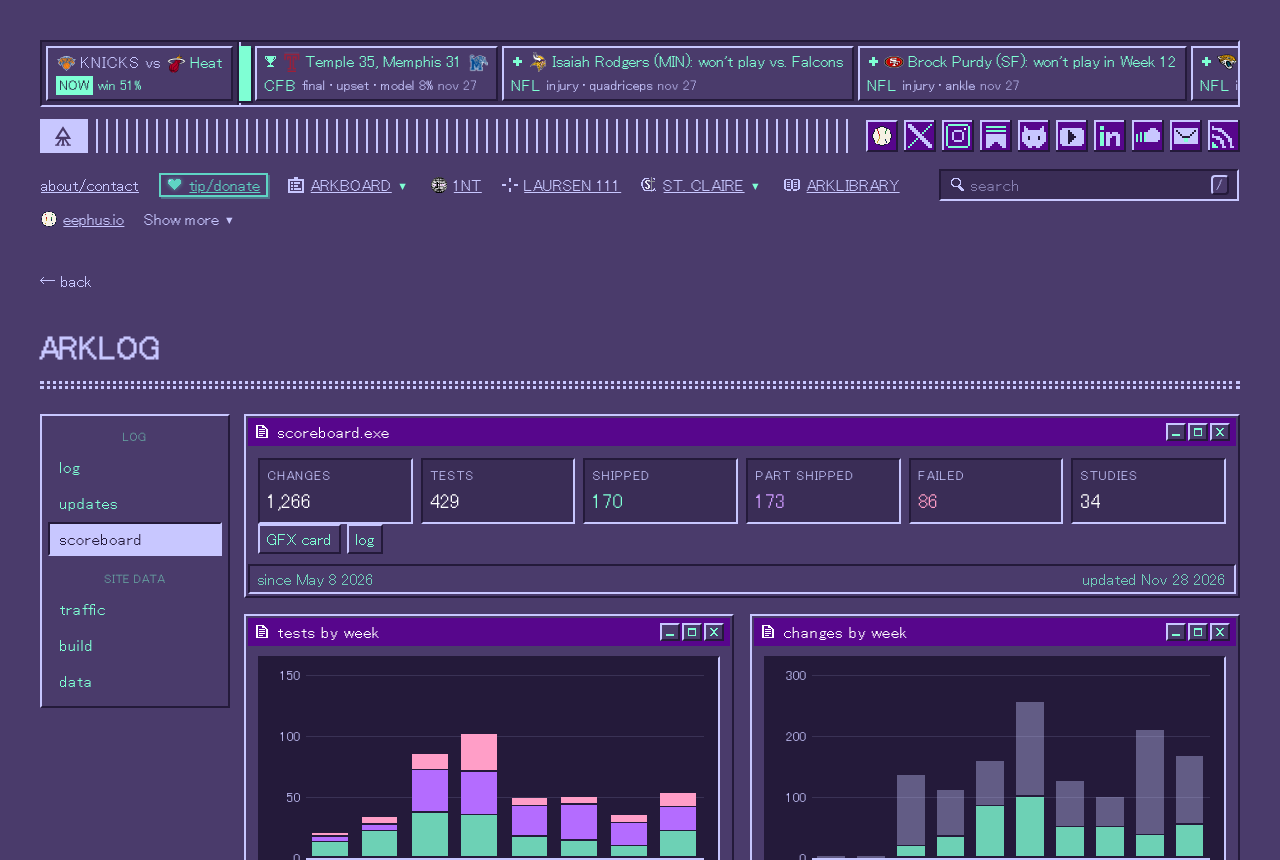 KNICKS vs Heat
NOW win 51%
Temple 35, Memphis 31
CFB final · upset · model 8% nov 27
Isaiah Rodgers (MIN): won't play vs. Falcons
NFL injury · quadriceps nov 27
Brock Purdy (SF): won't play in Week 12
NFL injury · ankle nov 27
NFL
about/contact
tip/donate
ARKBOARD ▼
1NT
LAURSEN 111
ST. CLAIRE ▼
ARKLIBRARY
search /
eephus.io
Show more ▼
← back
ARKLOG
LOG
log
updates
scoreboard
SITE DATA
traffic
build
data
scoreboard.exe
CHANGES
1,266
TESTS
429
SHIPPED
170
PART SHIPPED
173
FAILED
86
STUDIES
34
GFX card
log
since May 8 2026
updated Nov 28 2026
tests by week
150
100
50
0
changes by week
300
200
100
0